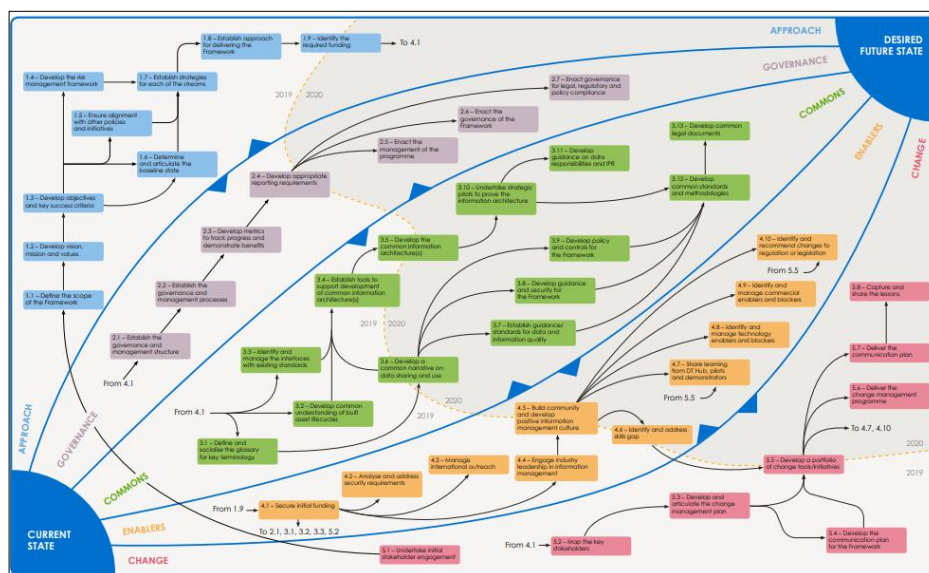 1.8 – Establish approach
for delivering the
Framework
1.9 – Identify the
required funding
To 4.1
APPROACH
DESIRED
FUTURE STATE
GOVERNANCE
1.4 – Develop the risk
management framework
1.7 – Establish strategies
for each of the streams
2019
2020
2.7 – Enact governance
for legal, regulatory and
policy compliance
COMMONS
1.5 – Ensure alignment
with other policies
and initiatives
2.6 – Enact the
governance of the
Framework
ENABLERS
3.13 – Develop common
legal documents
CHANGE
1.6 – Determine
and articulate the
baseline state
2.5 – Enact the
management of the
programme
3.11 – Develop
guidance on data
responsibilities and IPR
2.4 – Develop appropriate
reporting requirements
3.10 – Undertake strategic
pilots to prove the
information architecture
3.12 – Develop
common standards
and methodologies
1.3 – Develop objectives
and key success criteria
2.3 – Develop metrics
to track progress and
demonstrate benefits
3.5 – Develop the
common information
architecture(s)
3.9 – Develop policy
and controls for
the Framework
4.10 – Identify and
recommend changes to
regulation or legislation
From 5.5
1.2 – Develop vision,
mission and values
3.4 – Establish tools to
support development
of common information
architecture(s)
3.8 – Develop guidance
and security for
the Framework
4.9 – Identify and
manage commercial
enablers and blockers
5.8 – Capture and
share the lessons
1.1 – Define the scope
of the Framework
2.2 – Establish the
governance and
management processes
2019
2020
3.7 – Establish guidance/
standards for data and
information quality
4.8 – Identify and
manage technology
enablers and blockers
2.1 – Establish the
governance and
management structure
3.3 – Identify and
manage the interfaces
with existing standards
3.6 – Develop a
common narrative on
data sharing and use
4.7 – Share learning
from DT Hub, pilots
and demonstrators
From 5.5
5.7 – Deliver the
communication plan
From 4.1
5.6 – Deliver the
change management
programme
2020
2019
From 4.1
3.2 – Develop common
understanding of built
asset lifecycles
4.5 – Build community
and develop
positive information
management culture
4.6 – Identify and address
skills gap
To 4.7, 4.10
3.1 – Define and
socialise the glossary
for key terminology
2020
2019
APPROACH
GOVERNANCE
4.3 – Manage
international outreach
4.4 – Engage industry
leadership in information
management
5.5 – Develop a portfolio
of change tools/initiatives
4.2 – Analyse and address
security requirements
COMMONS
From 1.9
4.1 – Secure initial funding
5.3 – Develop and
articulate the change
management plan
To 2.1, 3.1, 3.2, 3.3, 5.2
CURRENT
STATE
ENABLERS
5.4 – Develop the
communication plan
for the Framework
From 4.1
5.2 – Map the key
stakeholders
5.1 – Undertake initial
stakeholder engagement
CHANGE